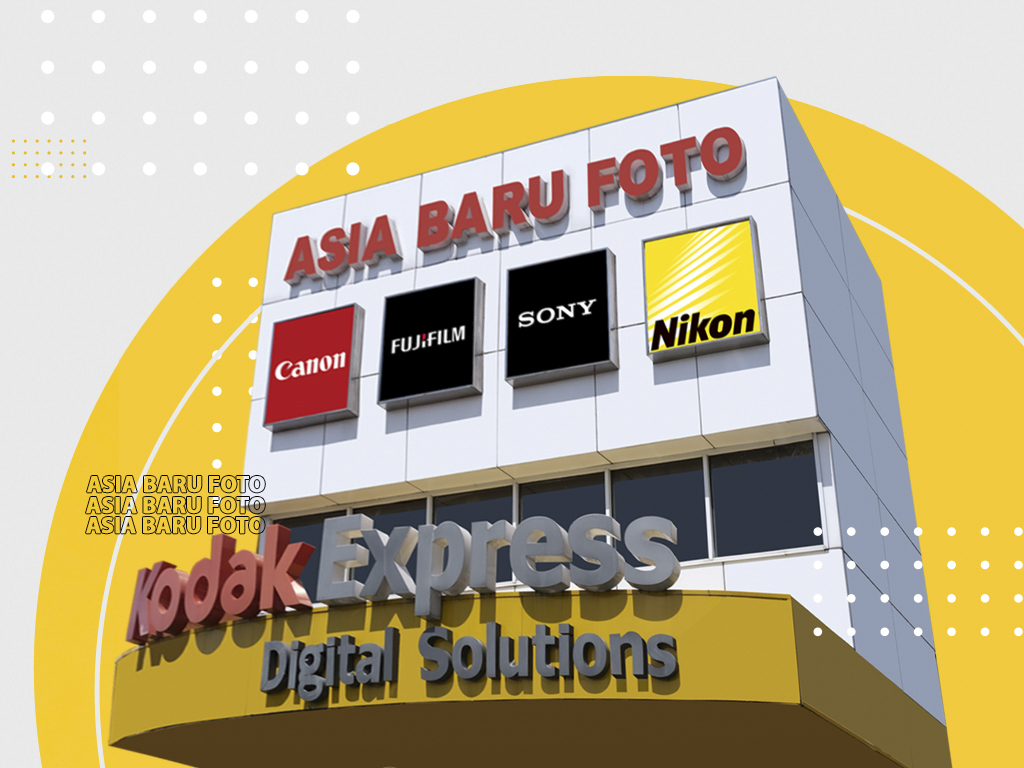 ASIA BARU FOTO
Canon
FUJIFILM
SONY
Nikon
ASIA BARU FOTO
ASIA BARU FOTO
ASIA BARU FOTO
Kodak Express
Digital Solutions